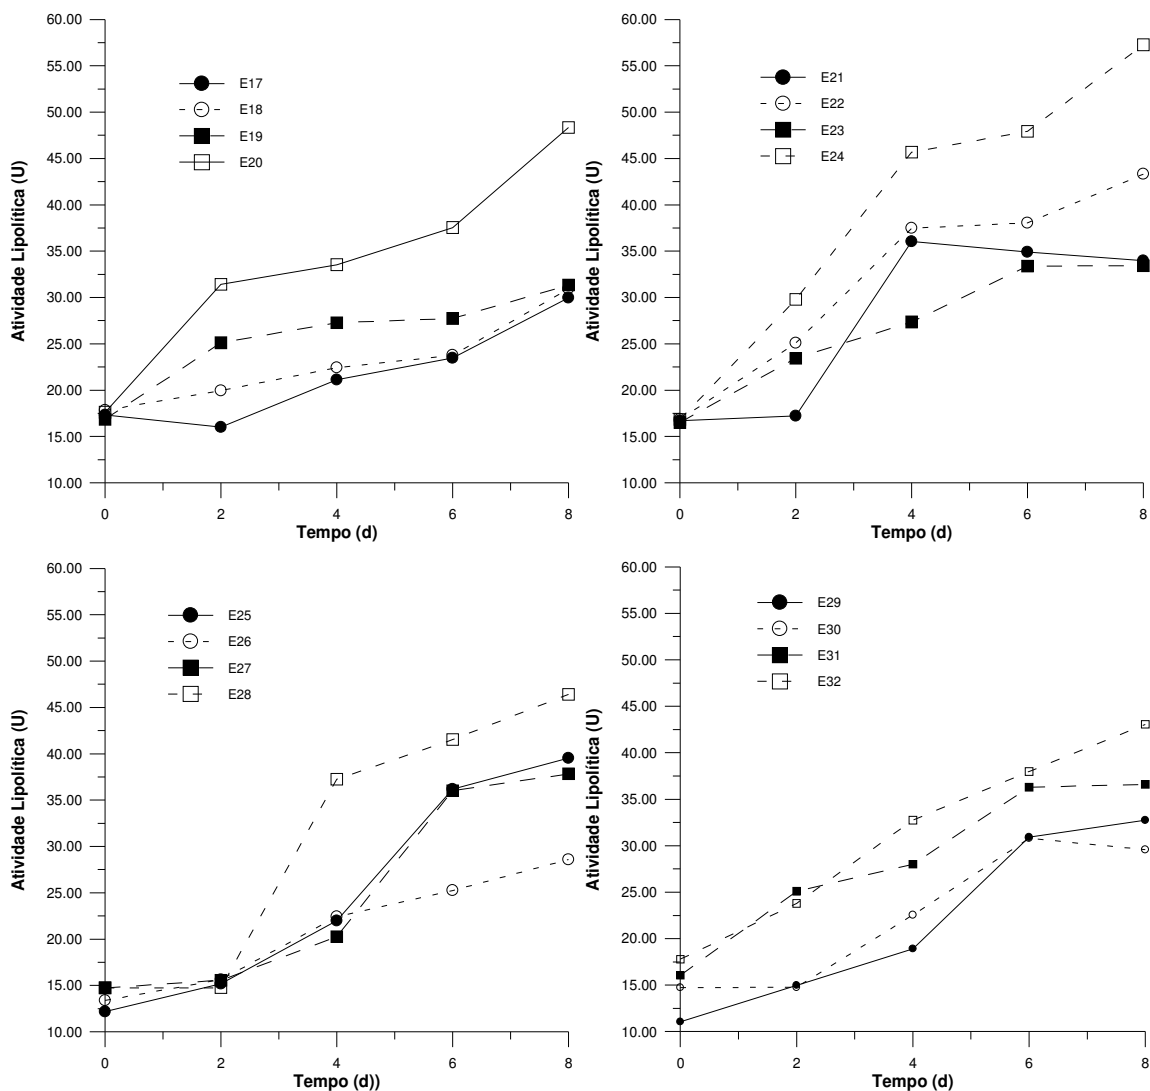 60.00
55.00
50.00
45.00
40.00
35.00
30.00
25.00
20.00
15.00
10.00
Atividade Lipolítica (U)
E17
E18
E19
E20
0 2 4 6 8
Tempo (d)
60.00
55.00
50.00
45.00
40.00
35.00
30.00
25.00
20.00
15.00
10.00
Atividade Lipolítica (U)
E21
E22
E23
E24
0 2 4 6 8
Tempo (d)
60.00
55.00
50.00
45.00
40.00
35.00
30.00
25.00
20.00
15.00
10.00
Atividade Lipolítica (U)
E25
E26
E27
E28
0 2 4 6 8
Tempo (d))
60.00
55.00
50.00
45.00
40.00
35.00
30.00
25.00
20.00
15.00
10.00
Atividade Lipolítica (U)
E29
E30
E31
E32
0 2 4 6 8
Tempo (d)